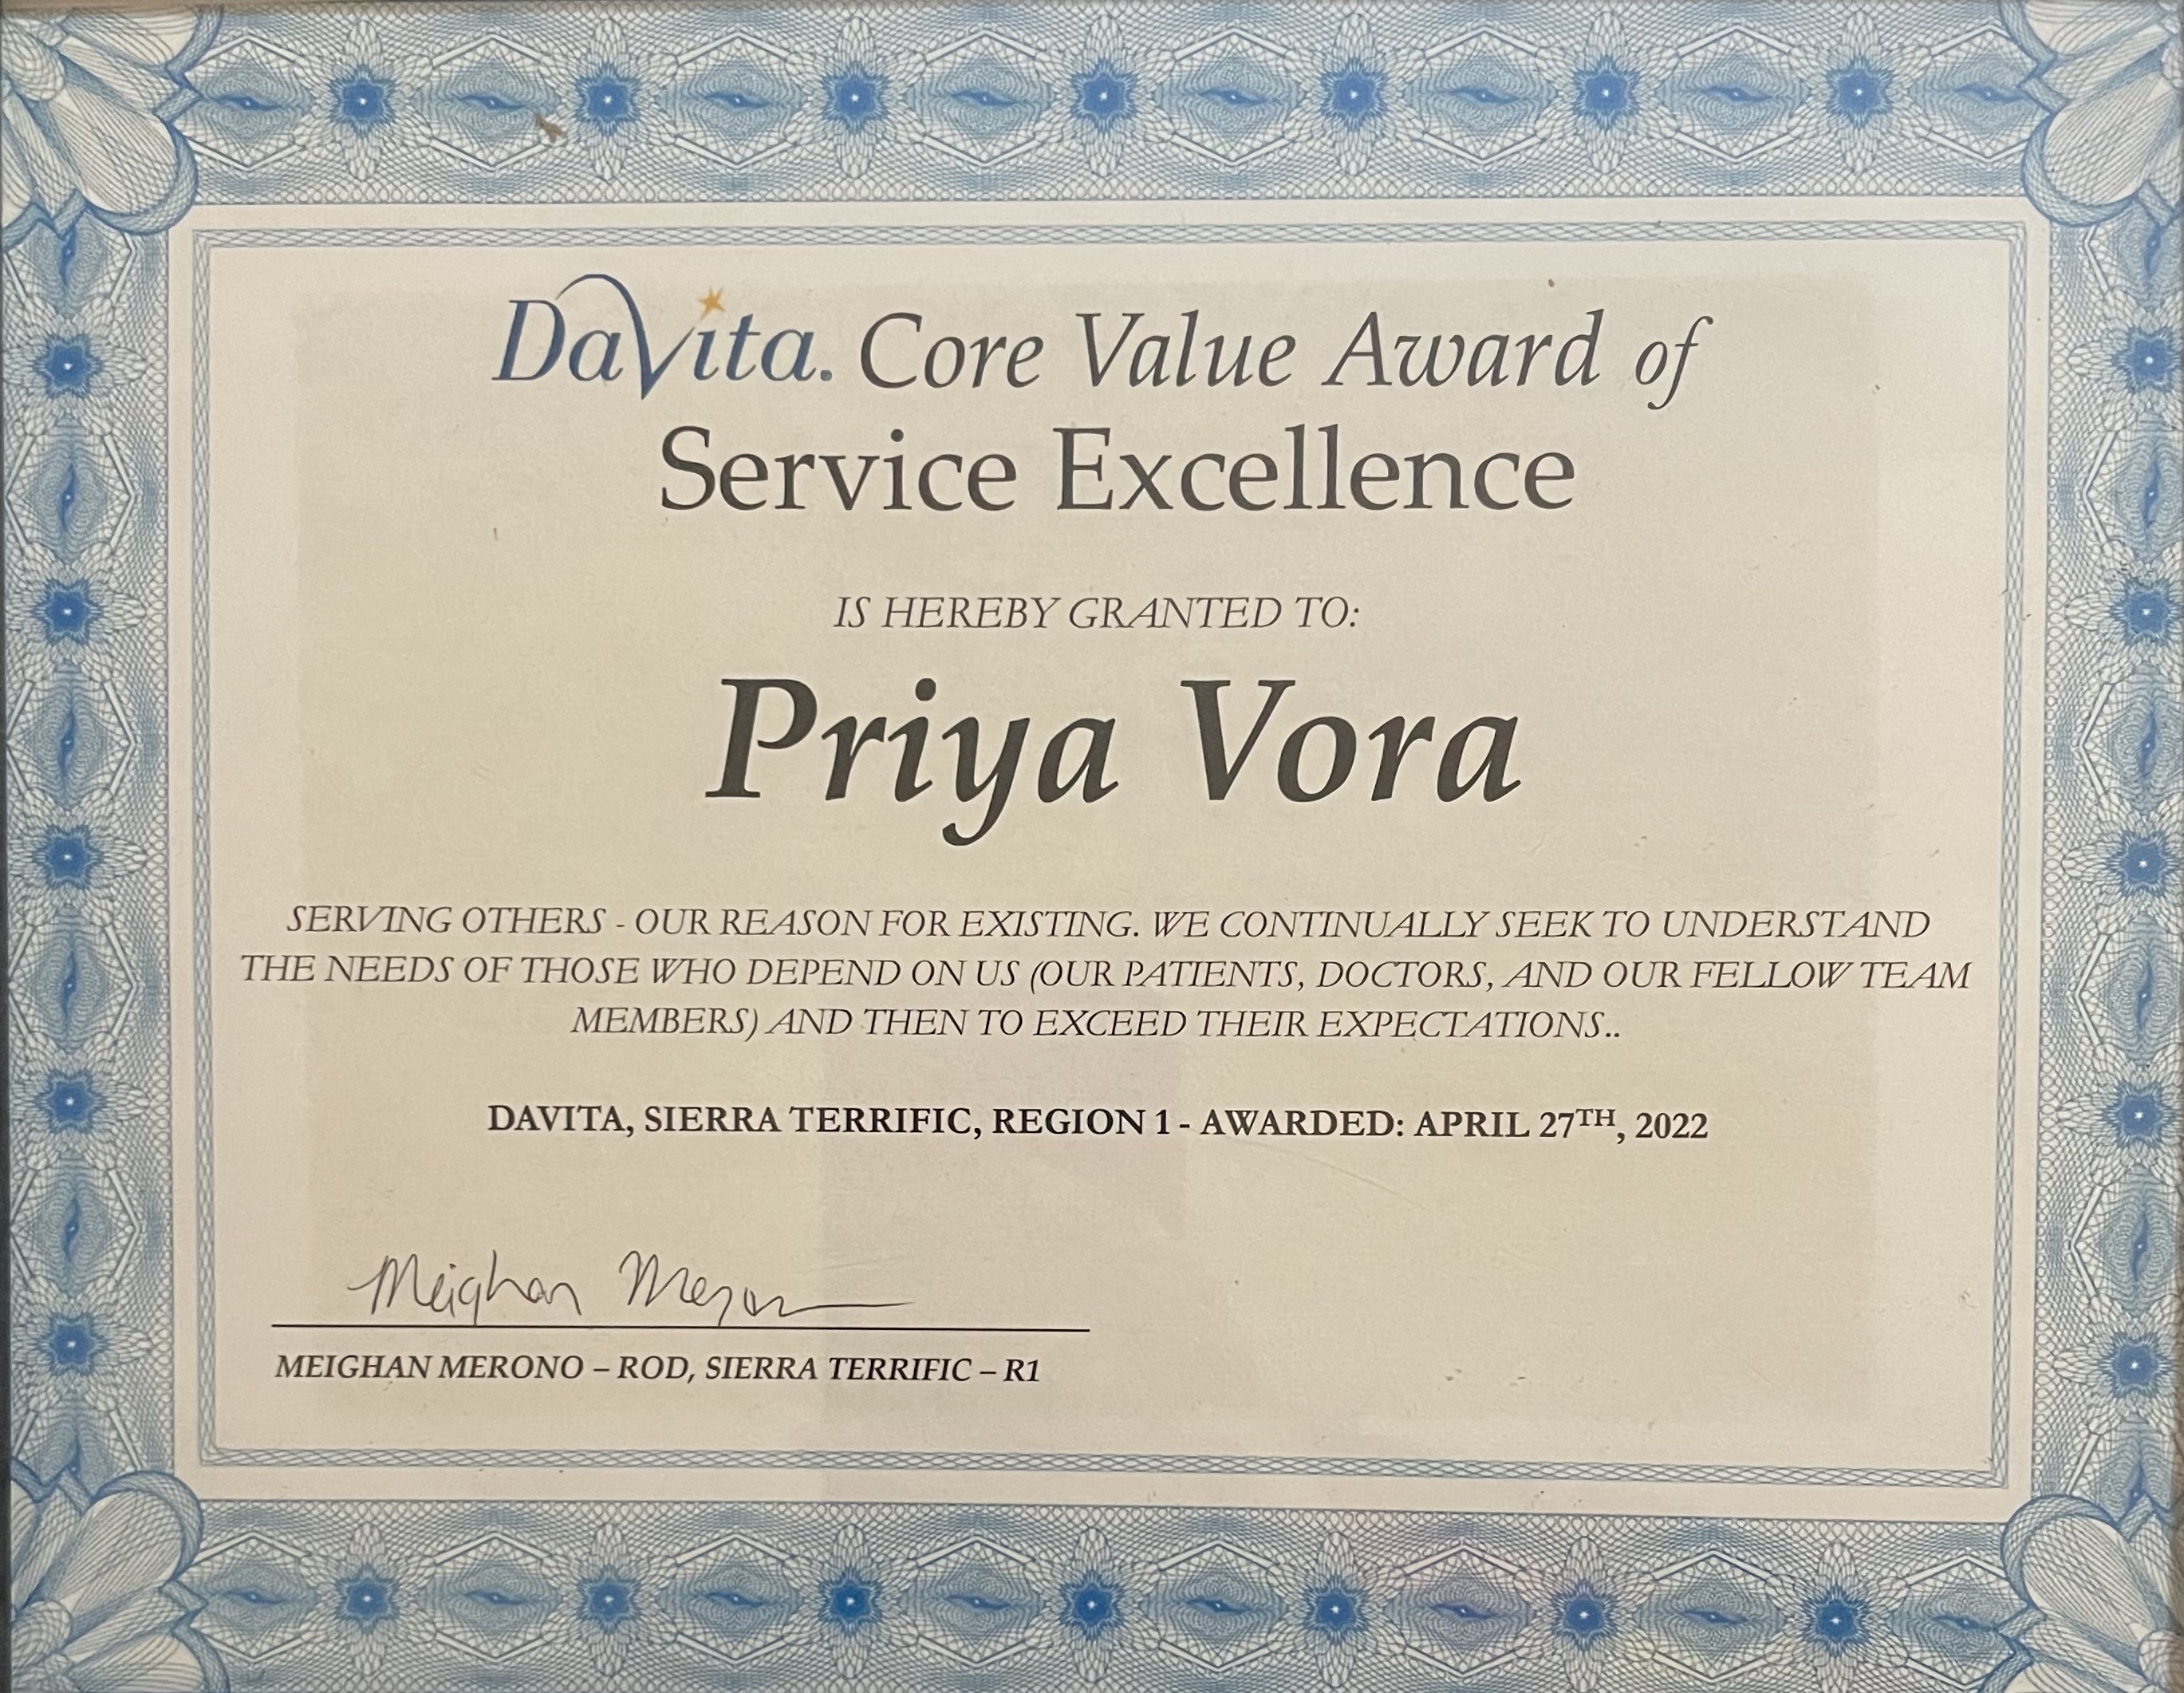 DaVita. Core Value Award of
Service Excellence
IS HEREBY GRANTED TO:
Priya Vora
SERVING OTHERS - OUR REASON FOR EXISTING. WE CONTINUALLY SEEK TO UNDERSTAND
THE NEEDS OF THOSE WHO DEPEND ON US (OUR PATIENTS, DOCTORS, AND OUR FELLOW TEAM
MEMBERS) AND THEN TO EXCEED THEIR EXPECTATIONS..
DAVITA, SIERRA TERRIFIC, REGION 1 - AWARDED: APRIL 27TH, 2022
Meighan Merono
MEIGHAN MERONO – ROD, SIERRA TERRIFIC – R1